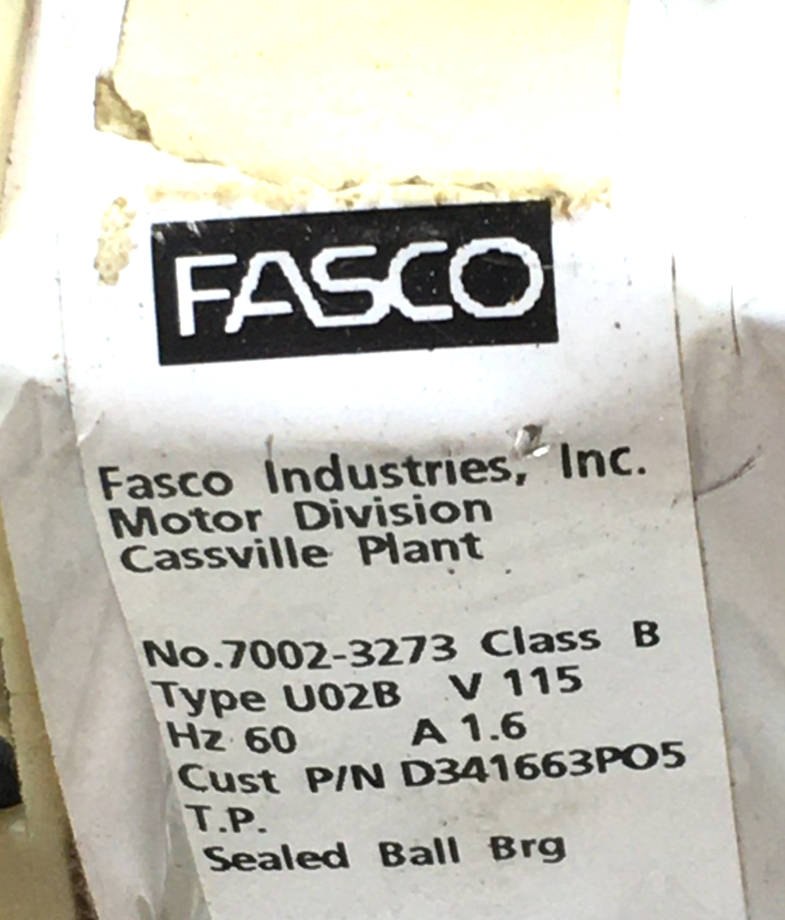 FASCO
Fasco Industries, Inc.
Motor Division
Cassville Plant
No.7002-3273 Class B
Type U02B V 115
Hz 60 A 1.6
Cust P/N D341663PO5
T.P.
Sealed Ball Brg